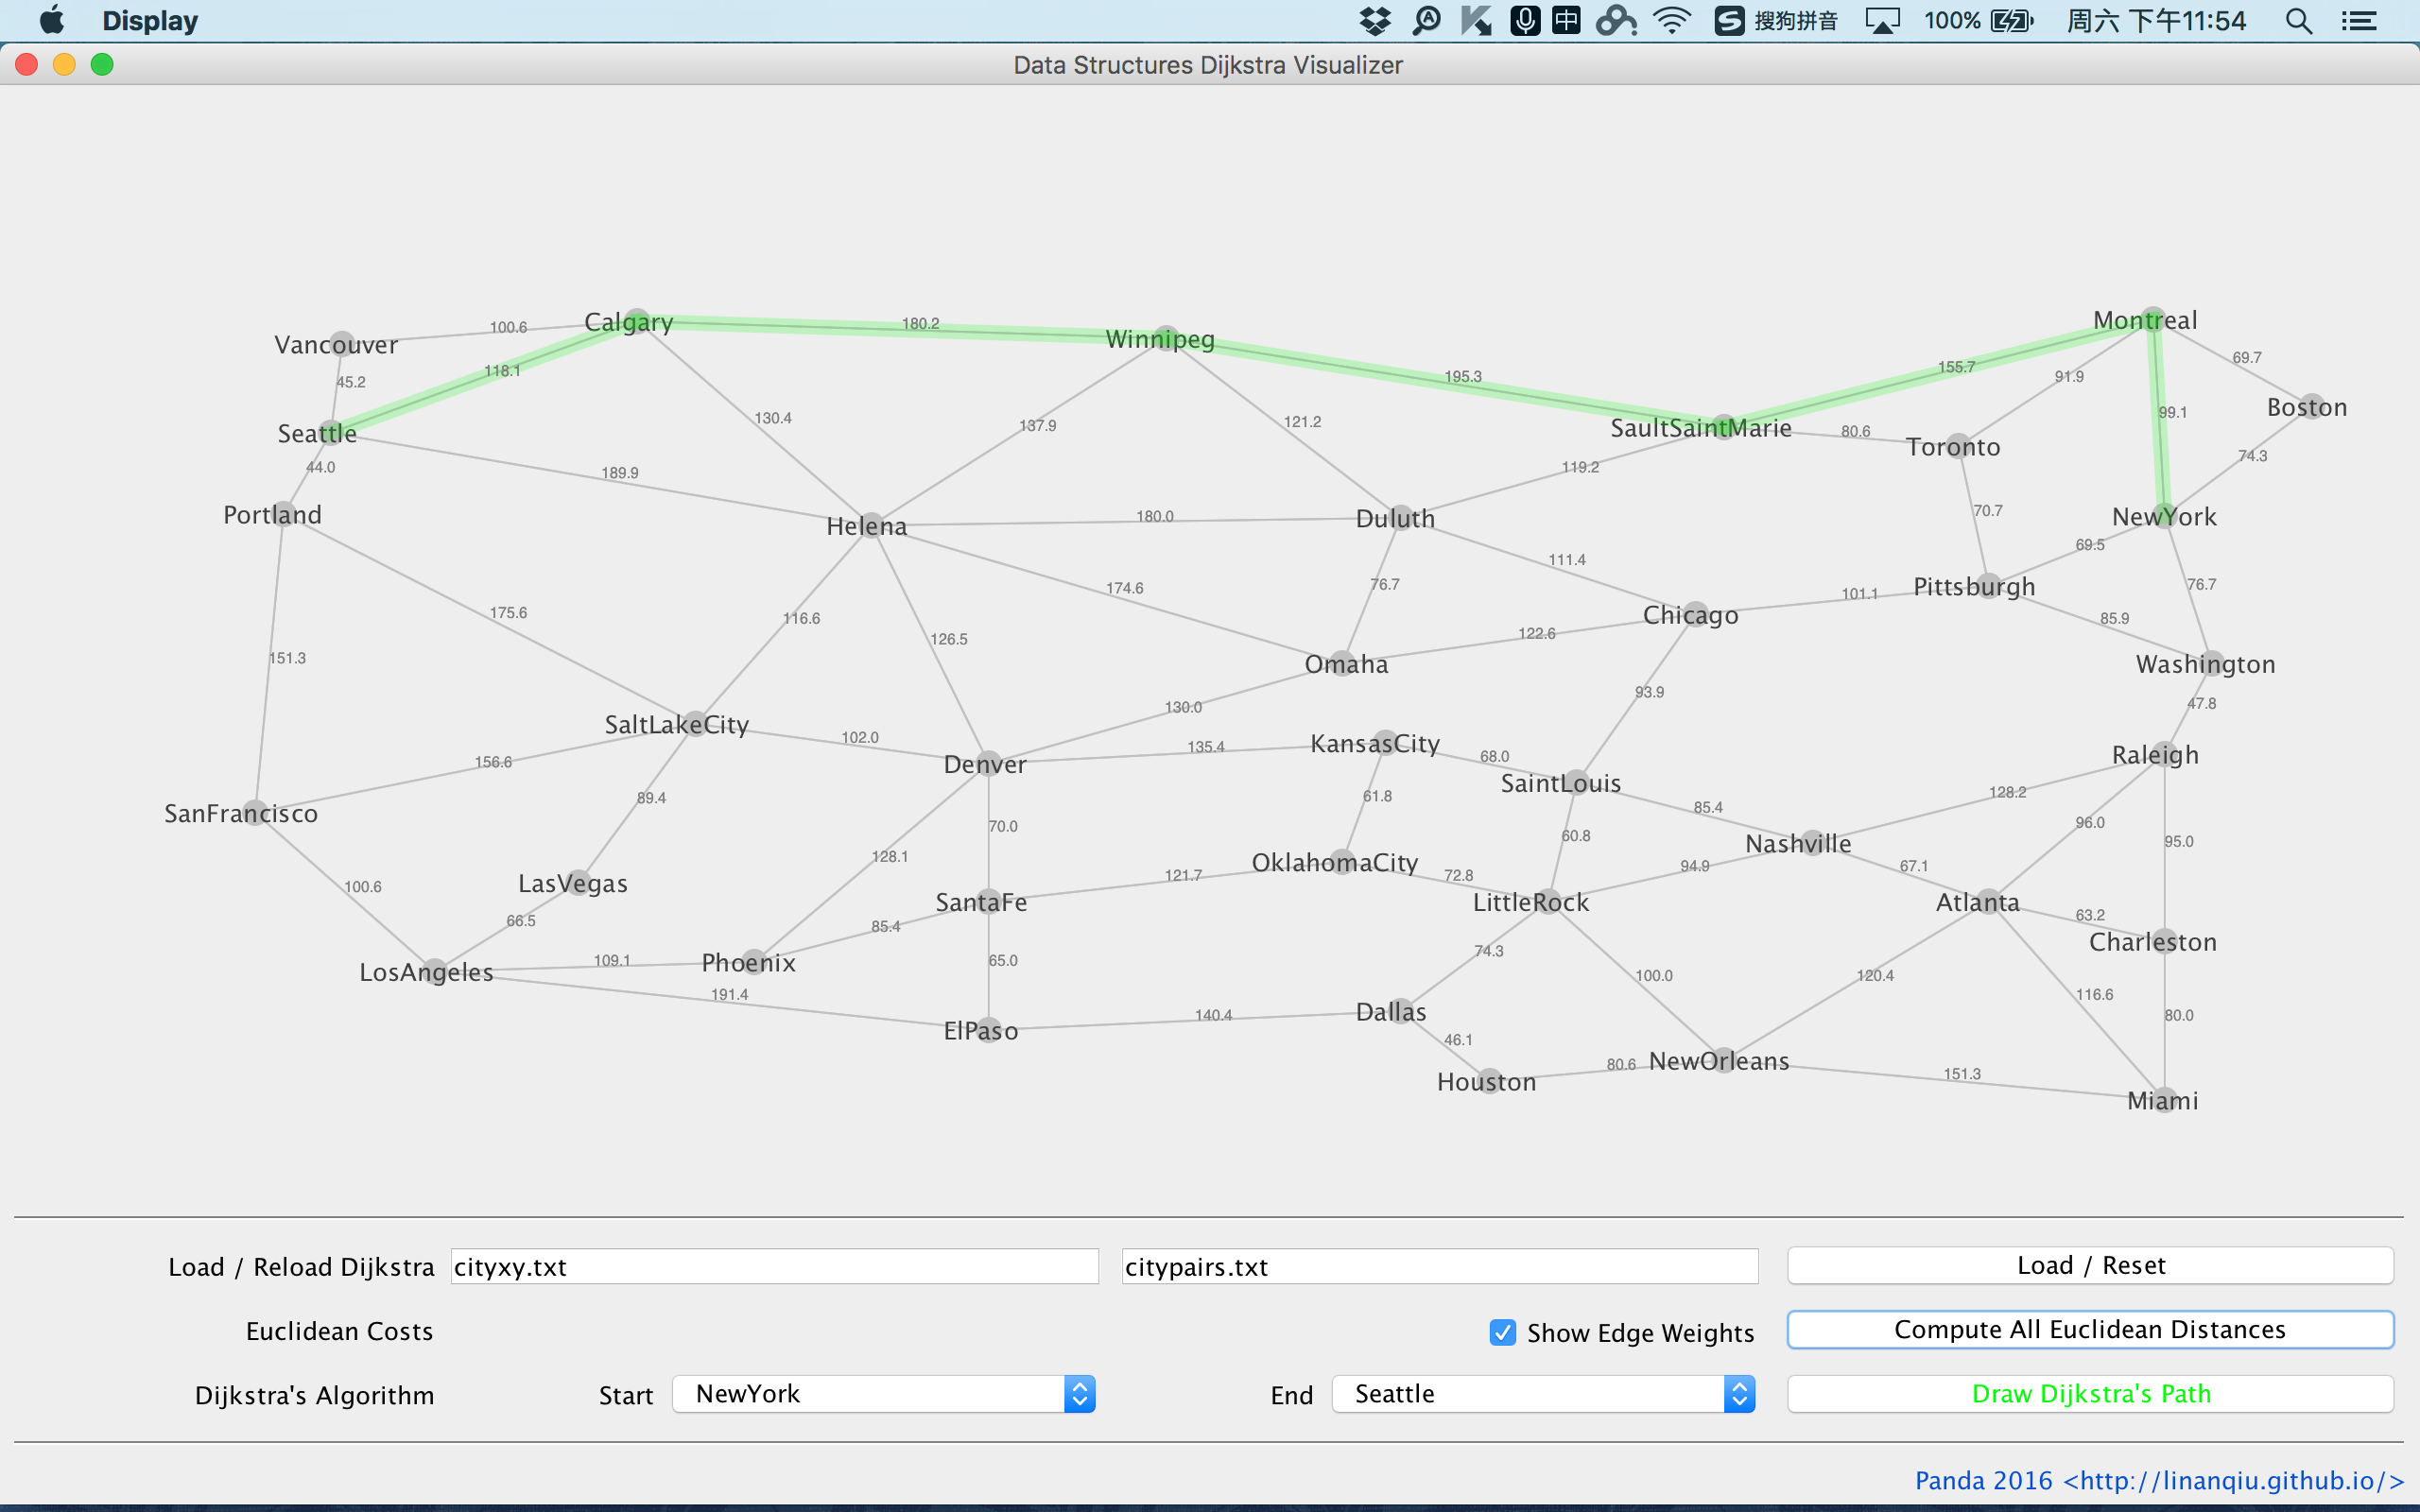 Display 搜狗拼音 100% 周六 下午11:54
Data Structures Dijkstra Visualizer
Vancouver
100.6
Calgary
180.2
Winnipeg
Montreal
45.2
118.1
195.3
155.7
91.9
69.7
Seattle
130.4
137.9
121.2
SaultSaintMarie
80.6
Toronto
99.1
Boston
44.0
189.9
119.2
74.3
Portland
Helena
180.0
Duluth
70.7
NewYork
69.5
175.6
116.6
126.5
174.6
76.7
111.4
Chicago
101.1
Pittsburgh
76.7
85.9
151.3
130.0
Omaha
122.6
93.9
Washington
47.8
SaltLakeCity
102.0
Denver
135.4
KansasCity
68.0
SaintLouis
Raleigh
156.6
89.4
70.0
61.8
60.8
85.4
128.2
96.0
95.0
SanFrancisco
128.1
Nashville
100.6
LasVegas
66.5
SantaFe
121.7
OklahomaCity
72.8
LittleRock
94.9
67.1
Atlanta
63.2
Charleston
85.4
LosAngeles
109.1
Phoenix
191.4
65.0
74.3
100.0
120.4
116.6
80.0
ElPaso
140.4
Dallas
46.1
Houston
80.6
NewOrleans
151.3
Miami
Load / Reload Dijkstra cityxy.txt citypairs.txt Load / Reset
Euclidean Costs Show Edge Weights Compute All Euclidean Distances
Dijkstra's Algorithm Start NewYork End Seattle Draw Dijkstra's Path
Panda 2016 <http://linanqiu.github.io/>